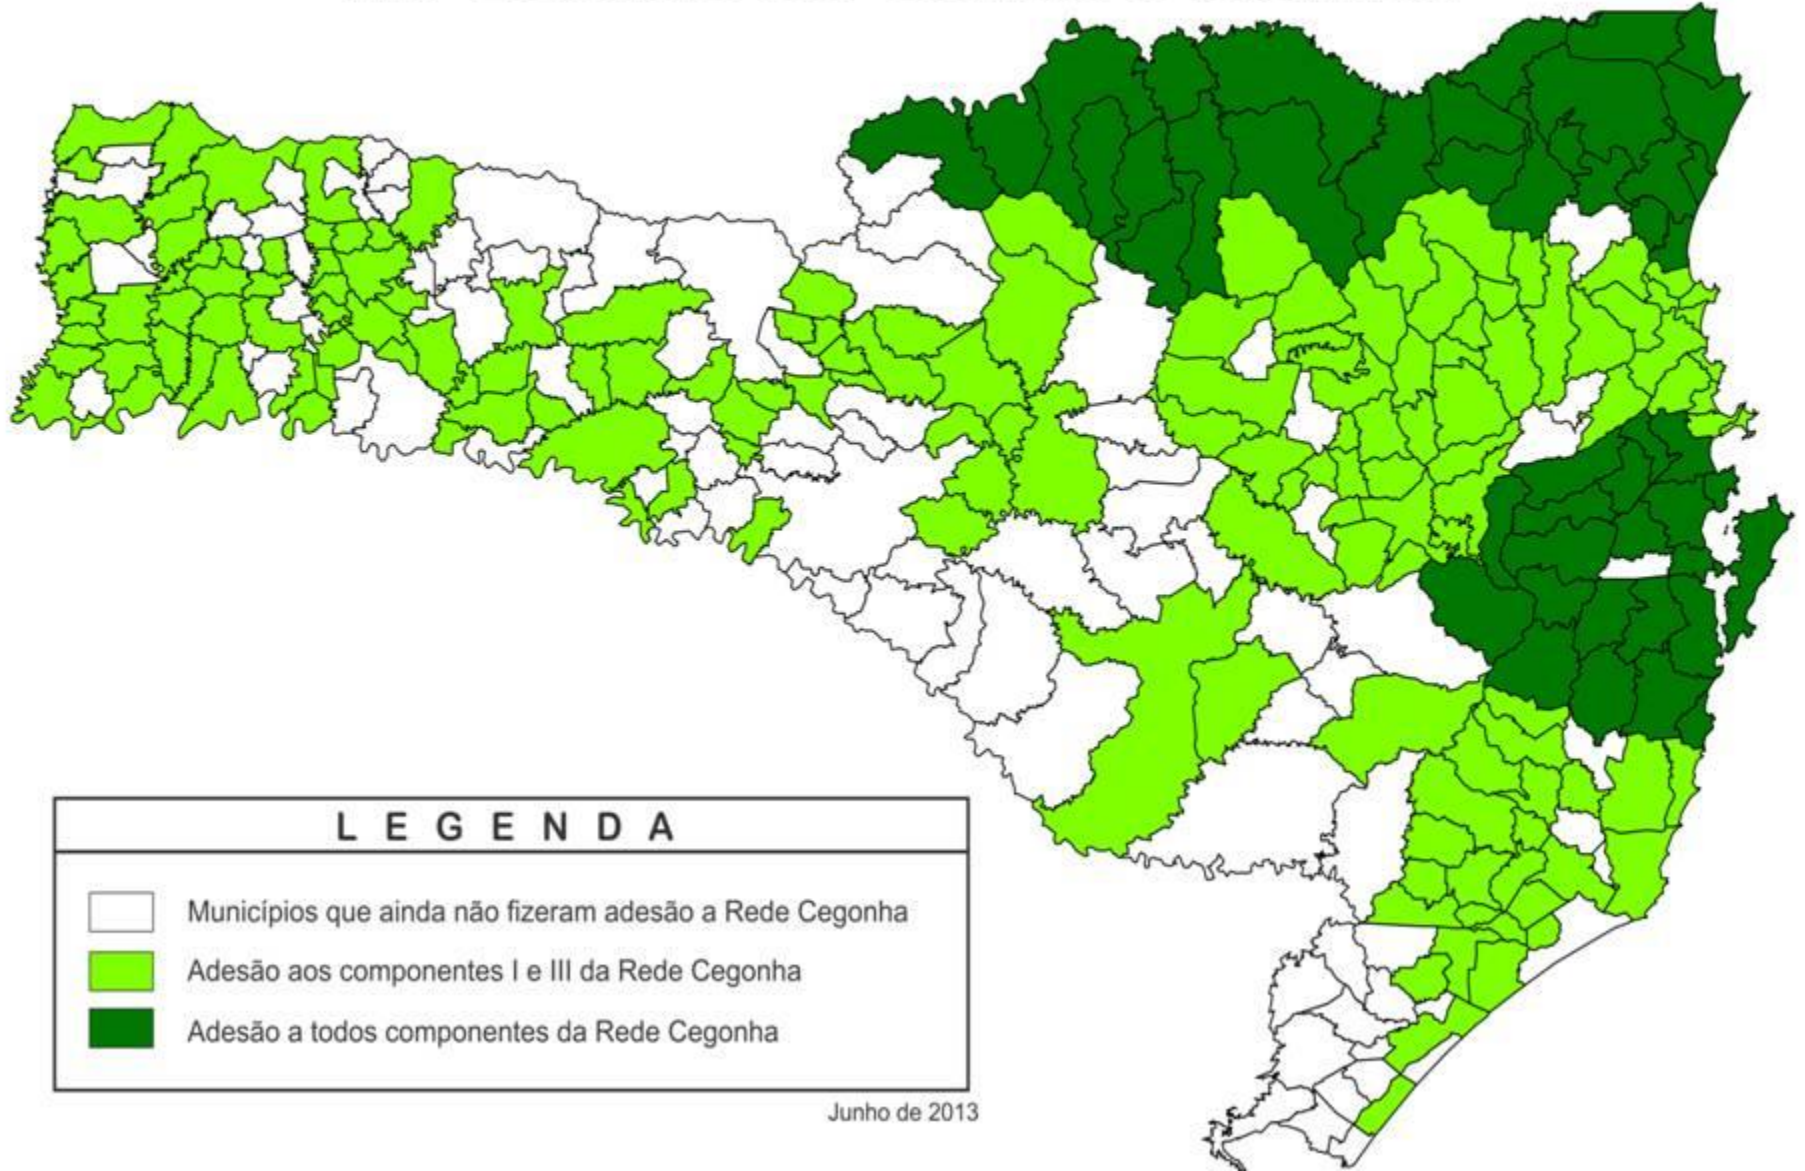 L E G E N D A
Municípios que ainda não fizeram adesão a Rede Cegonha
Adesão aos componentes I e III da Rede Cegonha
Adesão a todos componentes da Rede Cegonha
Junho de 2013